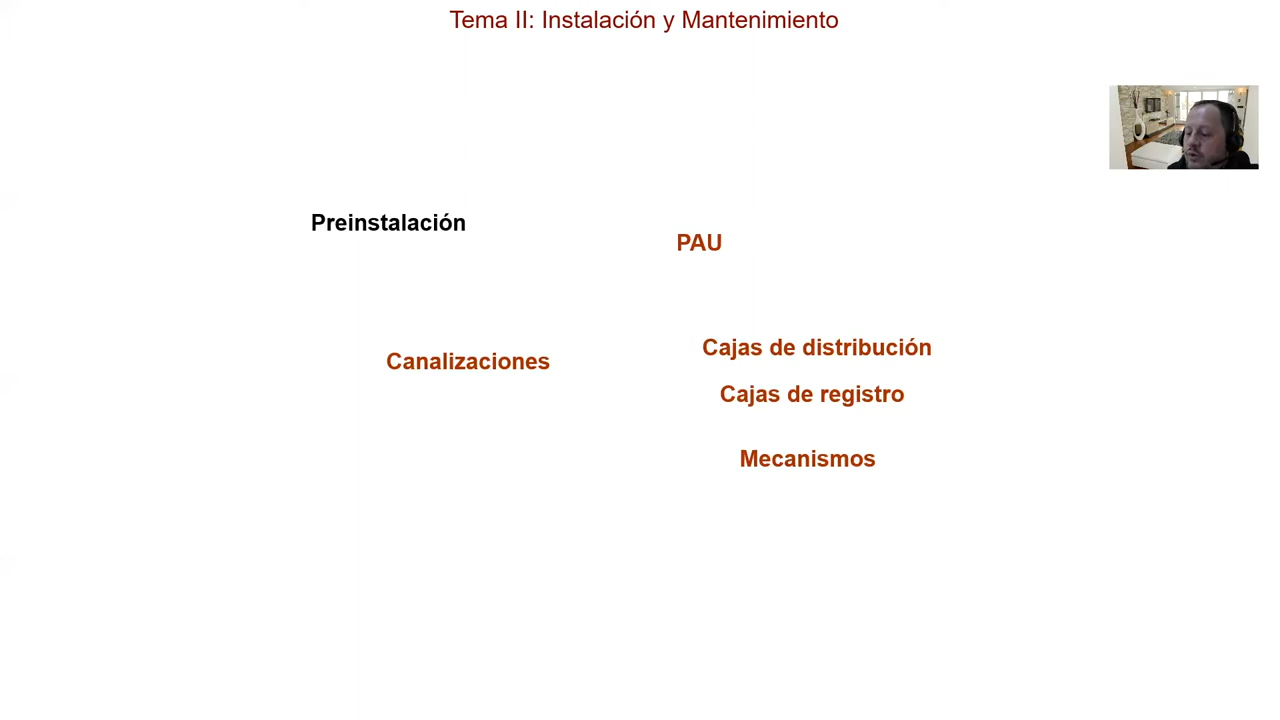 Tema II: Instalación y Mantenimiento
Preinstalación
PAU
Canalizaciones
Cajas de distribución
Cajas de registro
Mecanismos